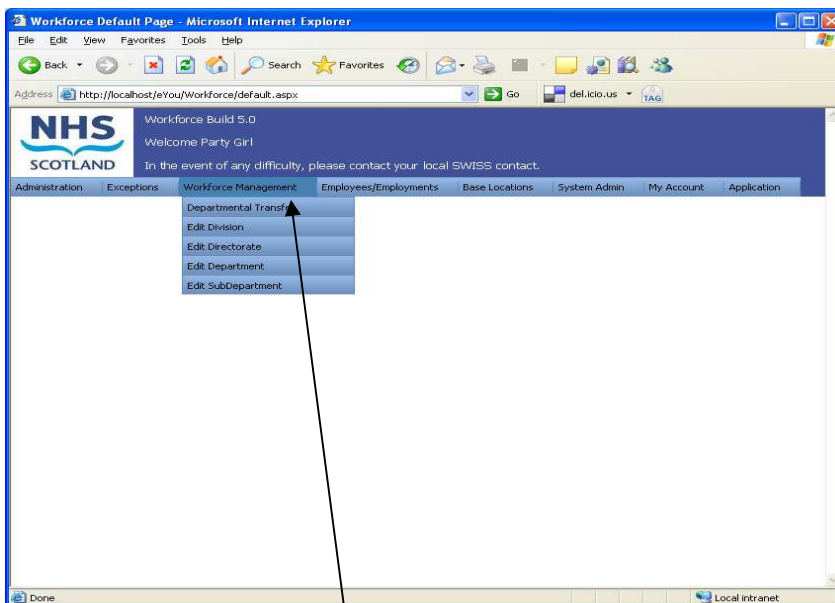 Workforce Default Page - Microsoft Internet Explorer
File Edit View Favorites Tools Help
Back Search Favorites
Address http://localhost/eYou/Workforce/default.aspx Go del.icio.us TAG
NHS
SCOTLAND
Workforce Build 5.0
Welcome Party Girl
In the event of any difficulty, please contact your local SWISS contact.
Administration Exceptions Workforce Management Employees/Employments Base Locations System Admin My Account Application
Departmental Transfer
Edit Division
Edit Directorate
Edit Department
Edit SubDepartment
Done Local intranet